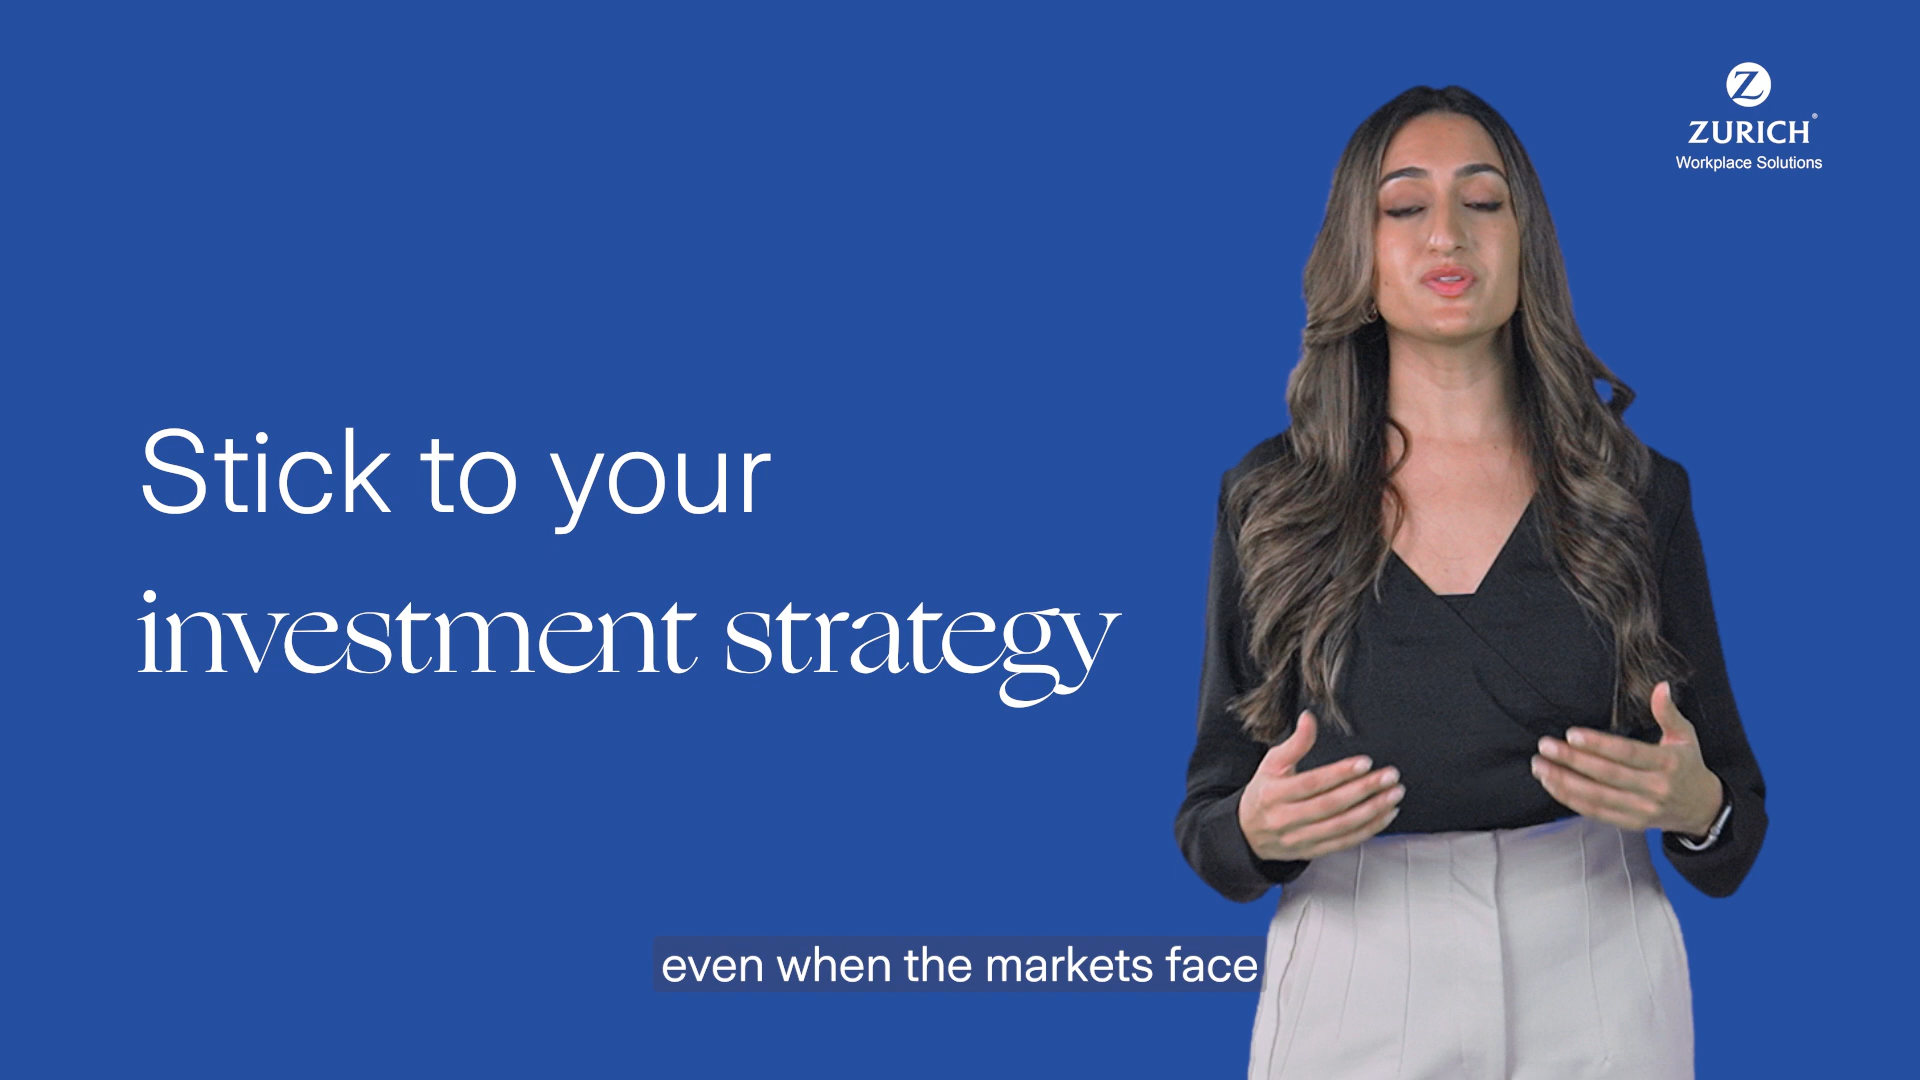 Z
ZURICH®
Workplace Solutions
Stick to your
investment strategy
even when the markets face